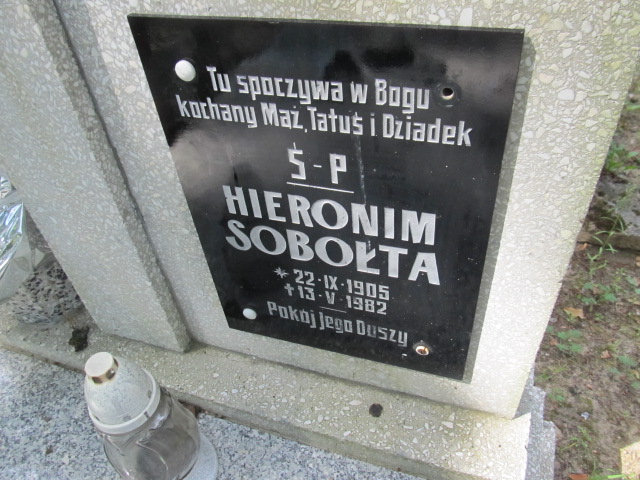 Tu spoczywa w Bogu
kochany Mąż, Tatuś i Dziadek
Ś-P
HIERONIM
SOBOŁTA
* 22·IX·1905
† 13·V·1982
Pokój Jego Duszy